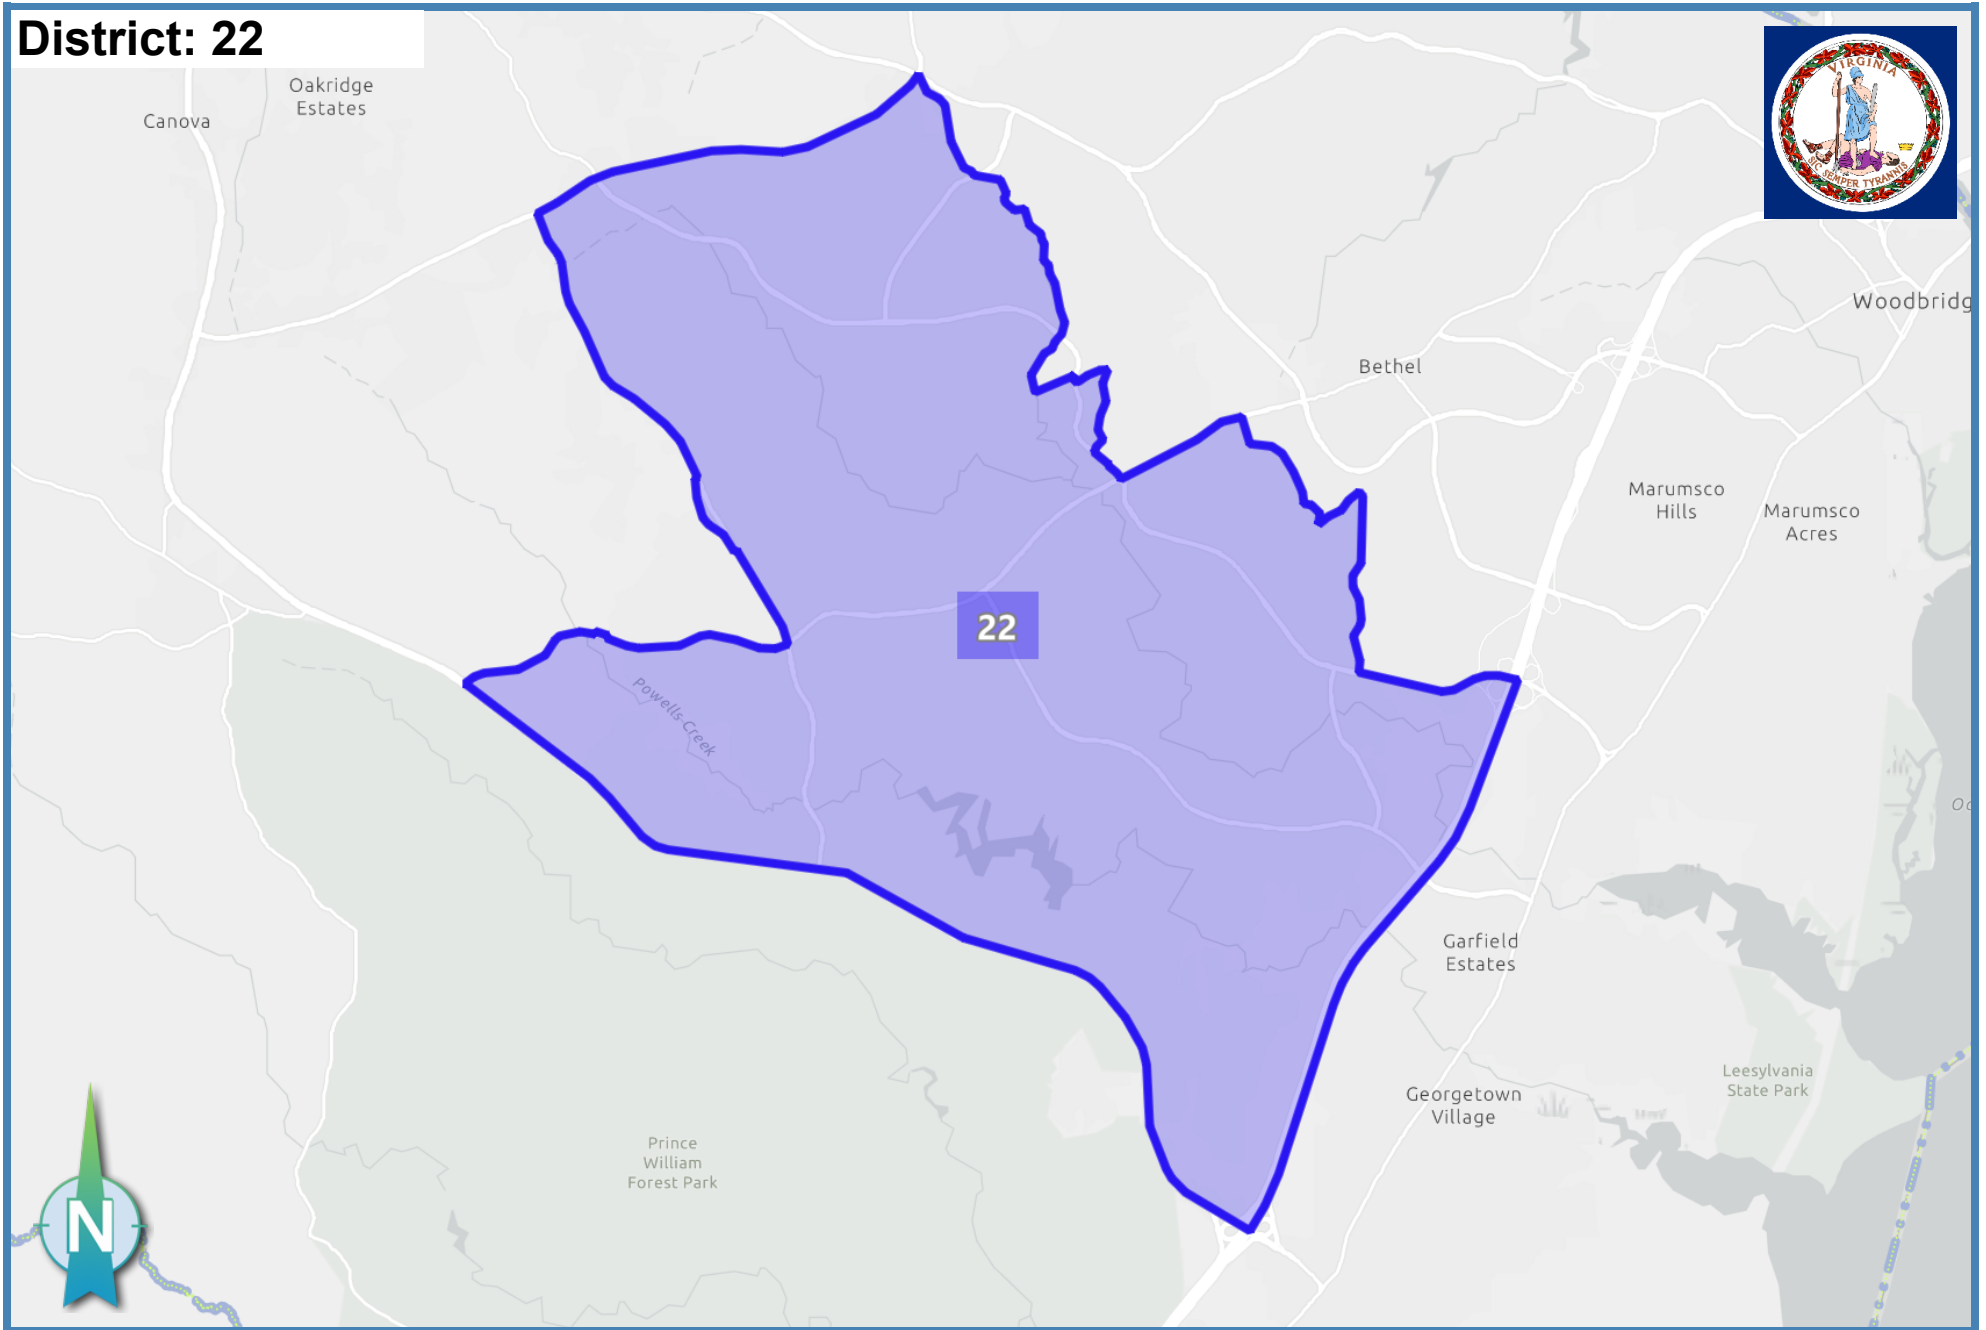 District: 22
VIRGINIA
SIC SEMPER TYRANNIS
Oakridge
Estates
Canova
Woodbridg
Bethel
Marumsco
Hills
Marumsco
Acres
22
Powells Creek
Oc
Garfield
Estates
Leesylvania
State Park
Georgetown
Village
Prince
William
Forest Park
N